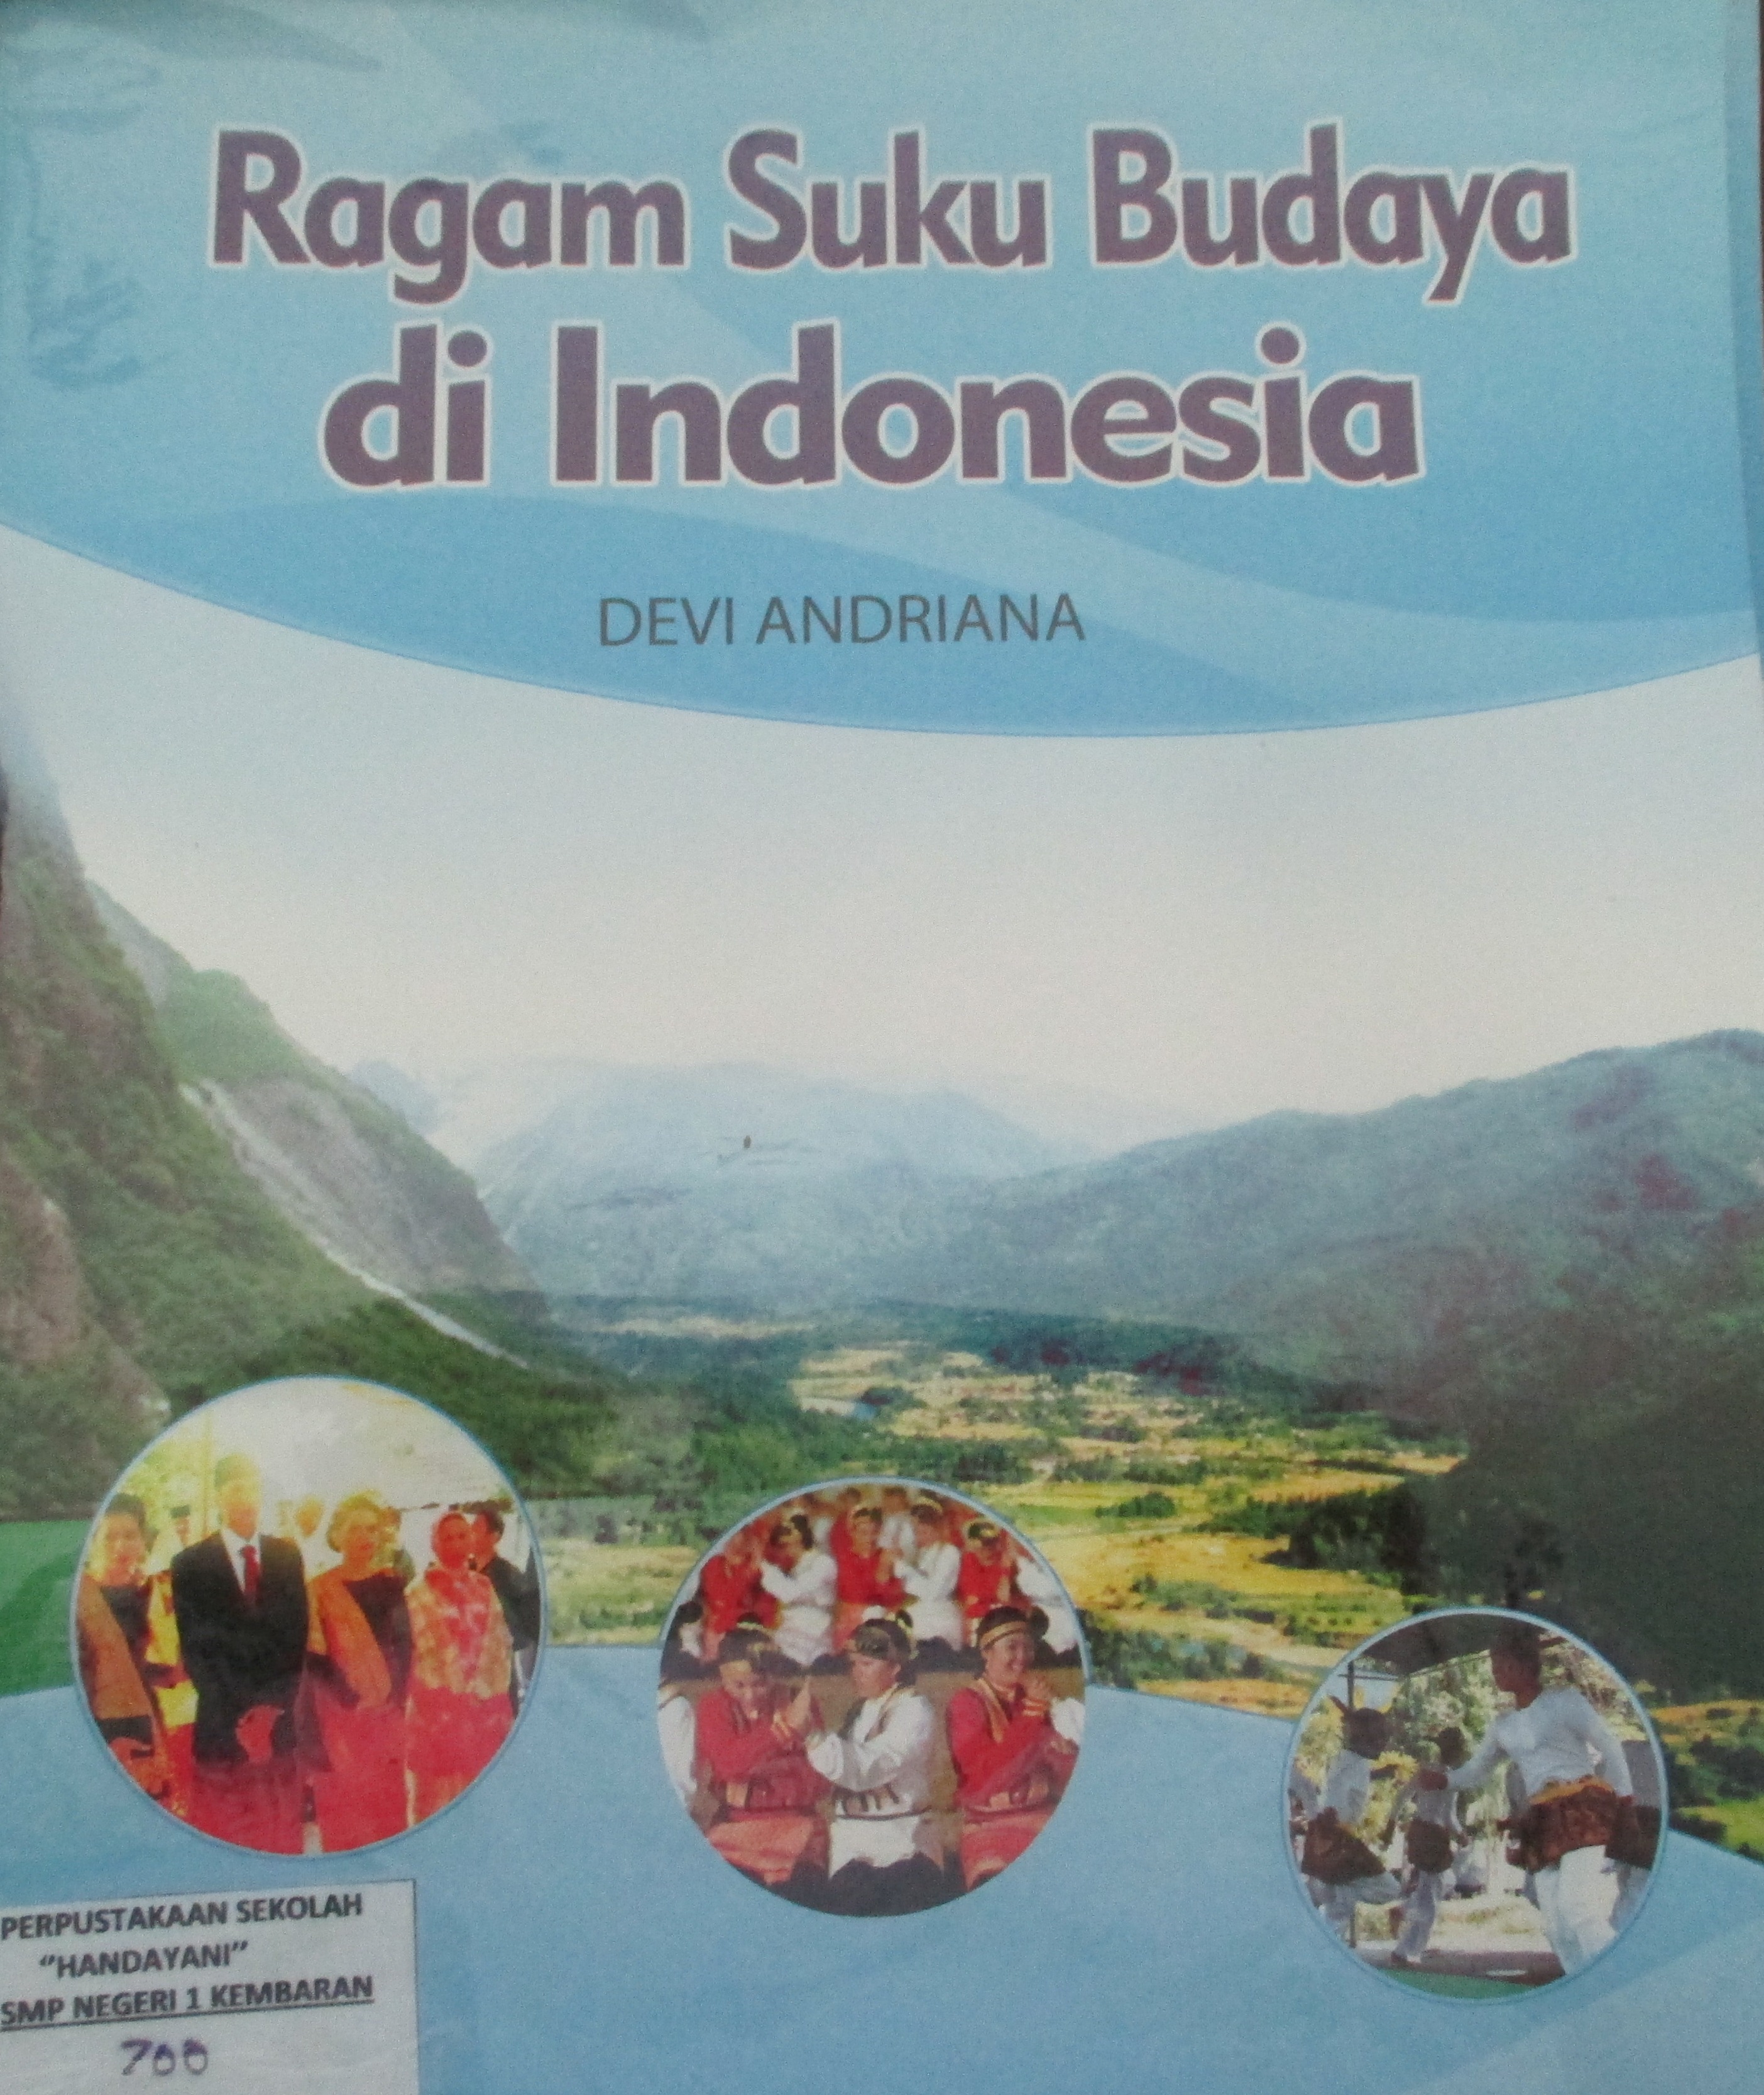 Ragam Suku Budaya
di Indonesia
DEVI ANDRIANA
PERPUSTAKAAN SEKOLAH
"HANDAYANI"
SMP NEGERI 1 KEMBARAN
700